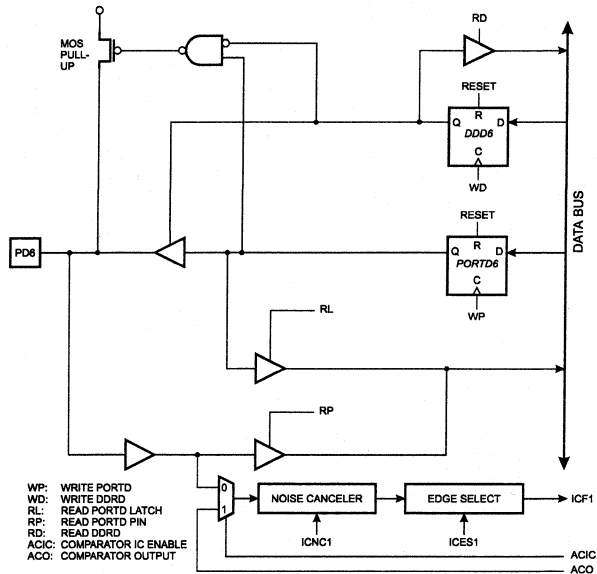 RD
MOS
PULL-
UP
RESET
R
Q
D
DDD6
C
WD
DATA BUS
RESET
R
Q
D
PORTD6
C
WP
PD6
RL
RP
WP: WRITE PORTD
WD: WRITE DDRD
RL: READ PORTD LATCH
RP: READ PORTD PIN
RD: READ DDRD
ACIC: COMPARATOR IC ENABLE
ACO: COMPARATOR OUTPUT
0
1
NOISE CANCELER
EDGE SELECT
ICF1
ICNC1
ICES1
ACIC
ACO